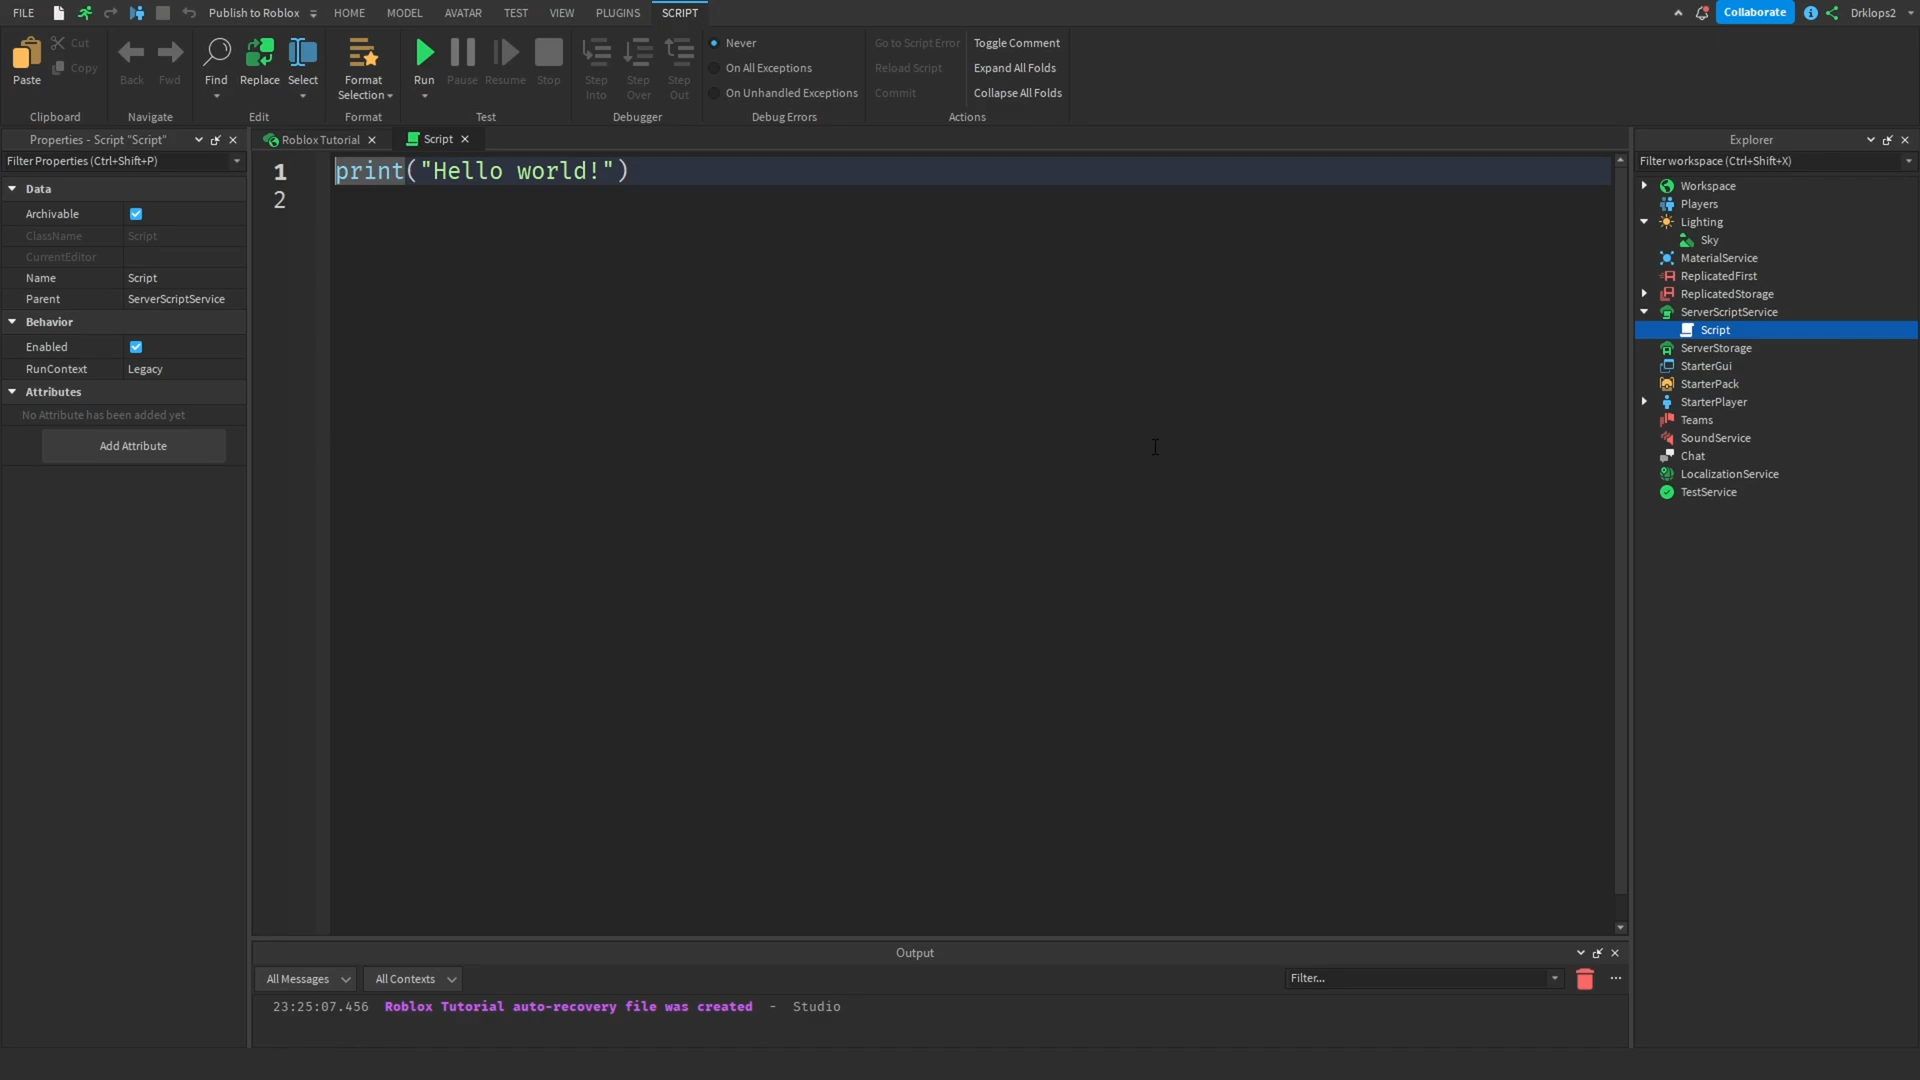 FILE Publish to Roblox HOME MODEL AVATAR TEST VIEW PLUGINS SCRIPT Collaborate Drklops2
Paste Cut Copy
Clipboard
Back Fwd
Navigate
Find Replace Select
Edit
Format Selection
Format
Run Pause Resume Stop
Test
Step Into Step Over Step Out
Debugger
Never
On All Exceptions
On Unhandled Exceptions
Debug Errors
Go to Script Error Toggle Comment
Reload Script Expand All Folds
Commit Collapse All Folds
Actions
Properties - Script "Script"
Filter Properties (Ctrl+Shift+P)
Data
Archivable
ClassName Script
CurrentEditor
Name Script
Parent ServerScriptService
Behavior
Enabled
RunContext Legacy
Attributes
No Attribute has been added yet
Add Attribute
Roblox Tutorial Script
1 print("Hello world!")
2
Output
All Messages All Contexts Filter...
23:25:07.456 Roblox Tutorial auto-recovery file was created - Studio
Explorer
Filter workspace (Ctrl+Shift+X)
Workspace
Players
Lighting
Sky
MaterialService
ReplicatedFirst
ReplicatedStorage
ServerScriptService
Script
ServerStorage
StarterGui
StarterPack
StarterPlayer
Teams
SoundService
Chat
LocalizationService
TestService